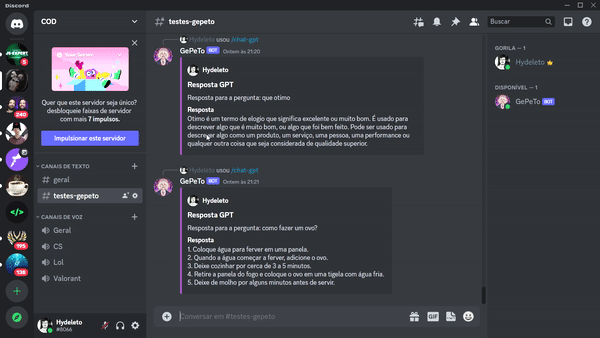 Discord
COD
Quer que este servidor seja único?
desbloqueie faixas de servidor
com mais 7 impulsos.
Impulsionar este servidor
CANAIS DE TEXTO
geral
testes-gepeto
CANAIS DE VOZ
Geral
CS
Lol
Valorant
Hydeleto
#8066
5
240
195
138
testes-gepeto
Buscar
Hydeleto usou /chat-gpt
GePeTo BOT Ontem às 21:20
Hydeleto
Resposta GPT
Resposta para a pergunta: que otimo
Resposta
Otimo é um termo de elogio que significa excelente ou muito bom. É usado para
descrever algo que é muito bom, ou algo que foi bem feito. Pode ser usado para
descrever algo como um produto, um serviço, uma pessoa, uma performance ou
qualquer outra coisa que seja considerada de qualidade superior.
Hydeleto usou /chat-gpt
GePeTo BOT Ontem às 21:21
Hydeleto
Resposta GPT
Resposta para a pergunta: como fazer um ovo?
Resposta
1. Coloque água para ferver em uma panela.
2. Quando a água começar a ferver, adicione o ovo.
3. Deixe cozinhar por cerca de 3 a 5 minutos.
4. Retire a panela do fogo e coloque o ovo em uma tigela com água fria.
5. Deixe de molho por alguns minutos antes de servir.
Conversar em #testes-gepeto
GIF
GORILA — 1
Hydeleto
DISPONÍVEL — 1
GePeTo BOT